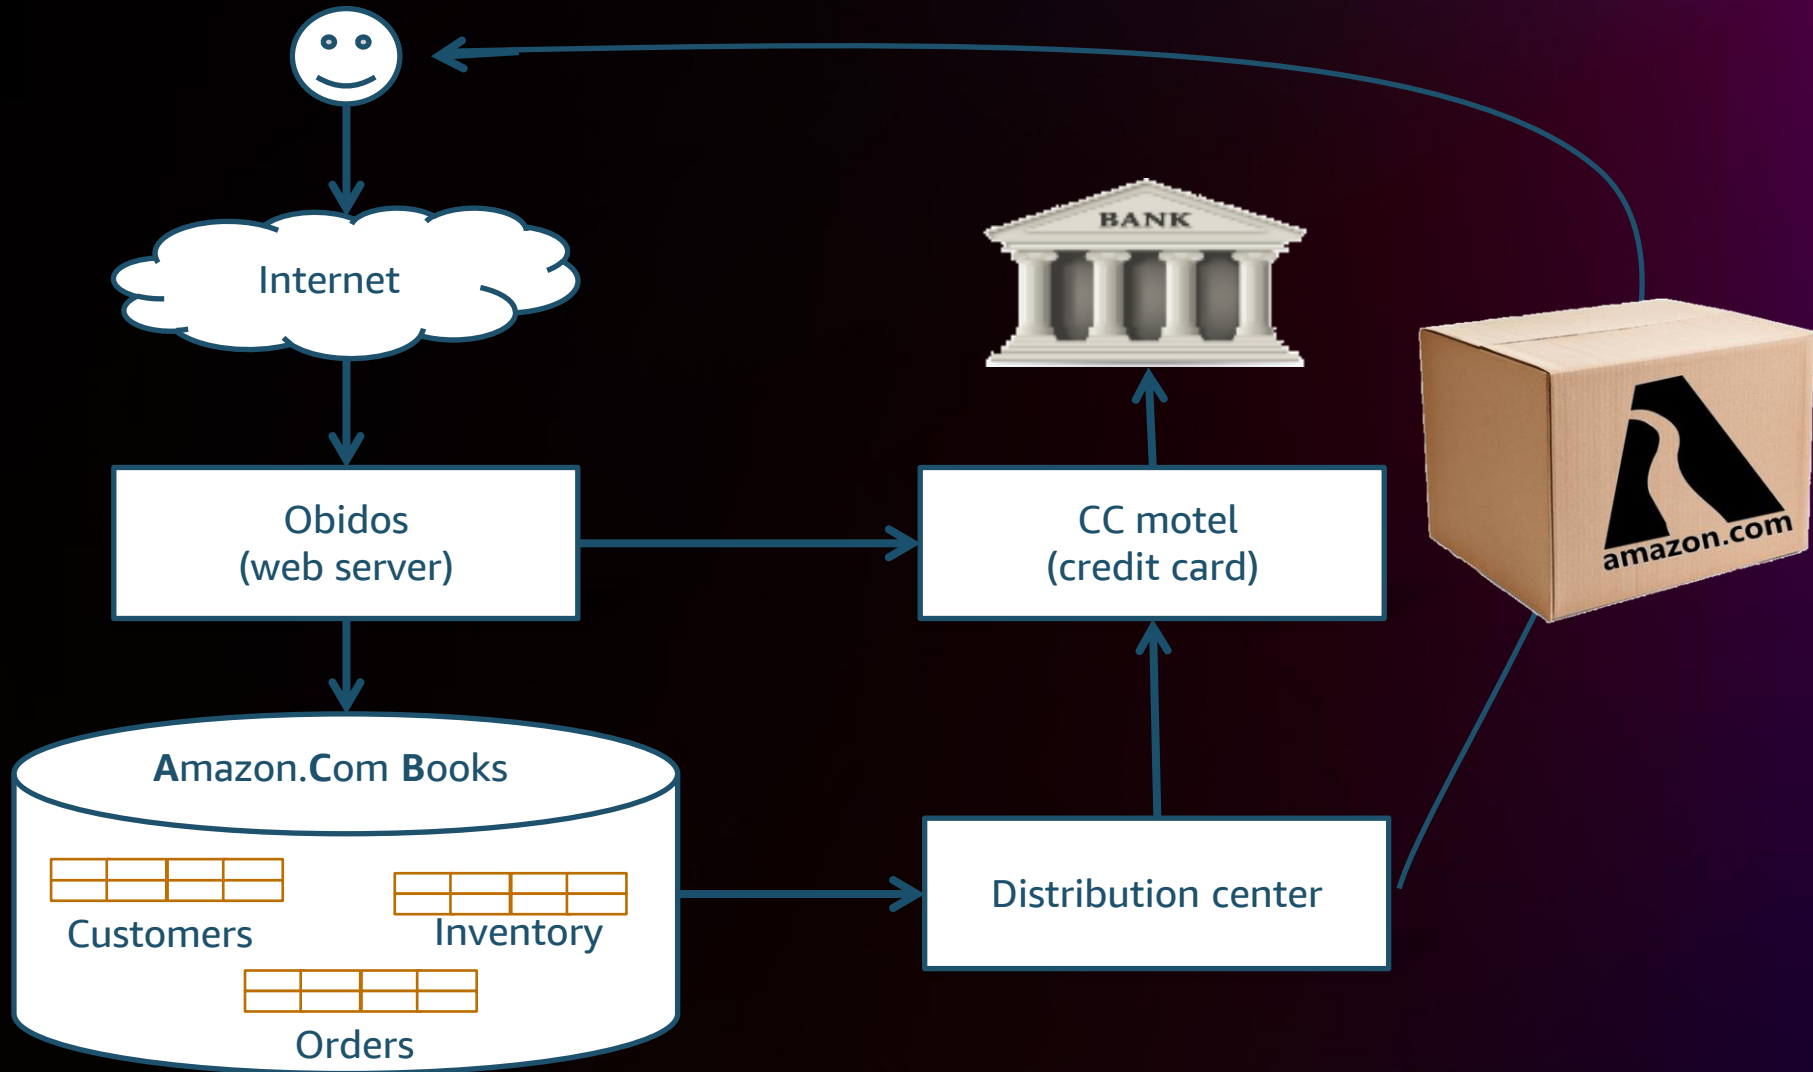 Internet
BANK
Obidos
(web server)
CC motel
(credit card)
amazon.com
Amazon.Com Books
Customers
Inventory
Orders
Distribution center